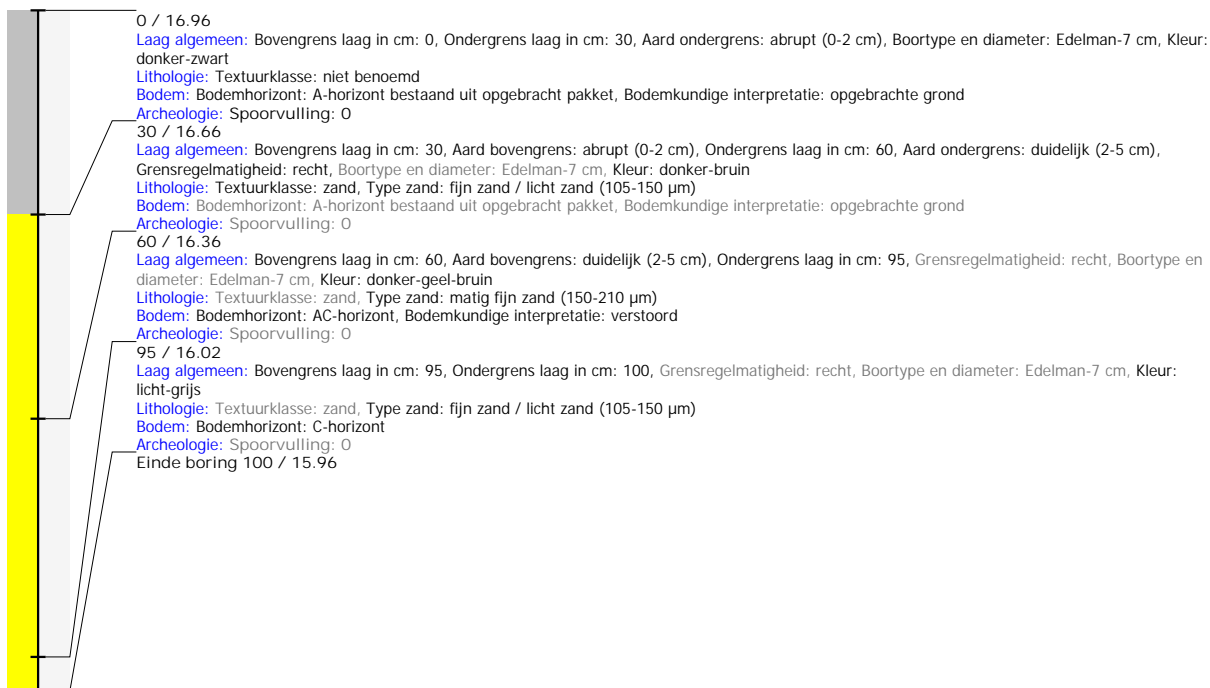 0 / 16.96
Laag algemeen: Bovengrens laag in cm: 0, Ondergrens laag in cm: 30, Aard ondergrens: abrupt (0-2 cm), Boortype en diameter: Edelman-7 cm, Kleur:
donker-zwart
Lithologie: Textuurklasse: niet benoemd
Bodem: Bodemhorizont: A-horizont bestaand uit opgebracht pakket, Bodemkundige interpretatie: opgebrachte grond
Archeologie: Spoorvulling: 0
30 / 16.66
Laag algemeen: Bovengrens laag in cm: 30, Aard bovengrens: abrupt (0-2 cm), Ondergrens laag in cm: 60, Aard ondergrens: duidelijk (2-5 cm),
Grensregelmatigheid: recht, Boortype en diameter: Edelman-7 cm, Kleur: donker-bruin
Lithologie: Textuurklasse: zand, Type zand: fijn zand / licht zand (105-150 µm)
Bodem: Bodemhorizont: A-horizont bestaand uit opgebracht pakket, Bodemkundige interpretatie: opgebrachte grond
Archeologie: Spoorvulling: 0
60 / 16.36
Laag algemeen: Bovengrens laag in cm: 60, Aard bovengrens: duidelijk (2-5 cm), Ondergrens laag in cm: 95, Grensregelmatigheid: recht, Boortype en
diameter: Edelman-7 cm, Kleur: donker-geel-bruin
Lithologie: Textuurklasse: zand, Type zand: matig fijn zand (150-210 µm)
Bodem: Bodemhorizont: AC-horizont, Bodemkundige interpretatie: verstoord
Archeologie: Spoorvulling: 0
95 / 16.02
Laag algemeen: Bovengrens laag in cm: 95, Ondergrens laag in cm: 100, Grensregelmatigheid: recht, Boortype en diameter: Edelman-7 cm, Kleur:
licht-grijs
Lithologie: Textuurklasse: zand, Type zand: fijn zand / licht zand (105-150 µm)
Bodem: Bodemhorizont: C-horizont
Archeologie: Spoorvulling: 0
Einde boring 100 / 15.96